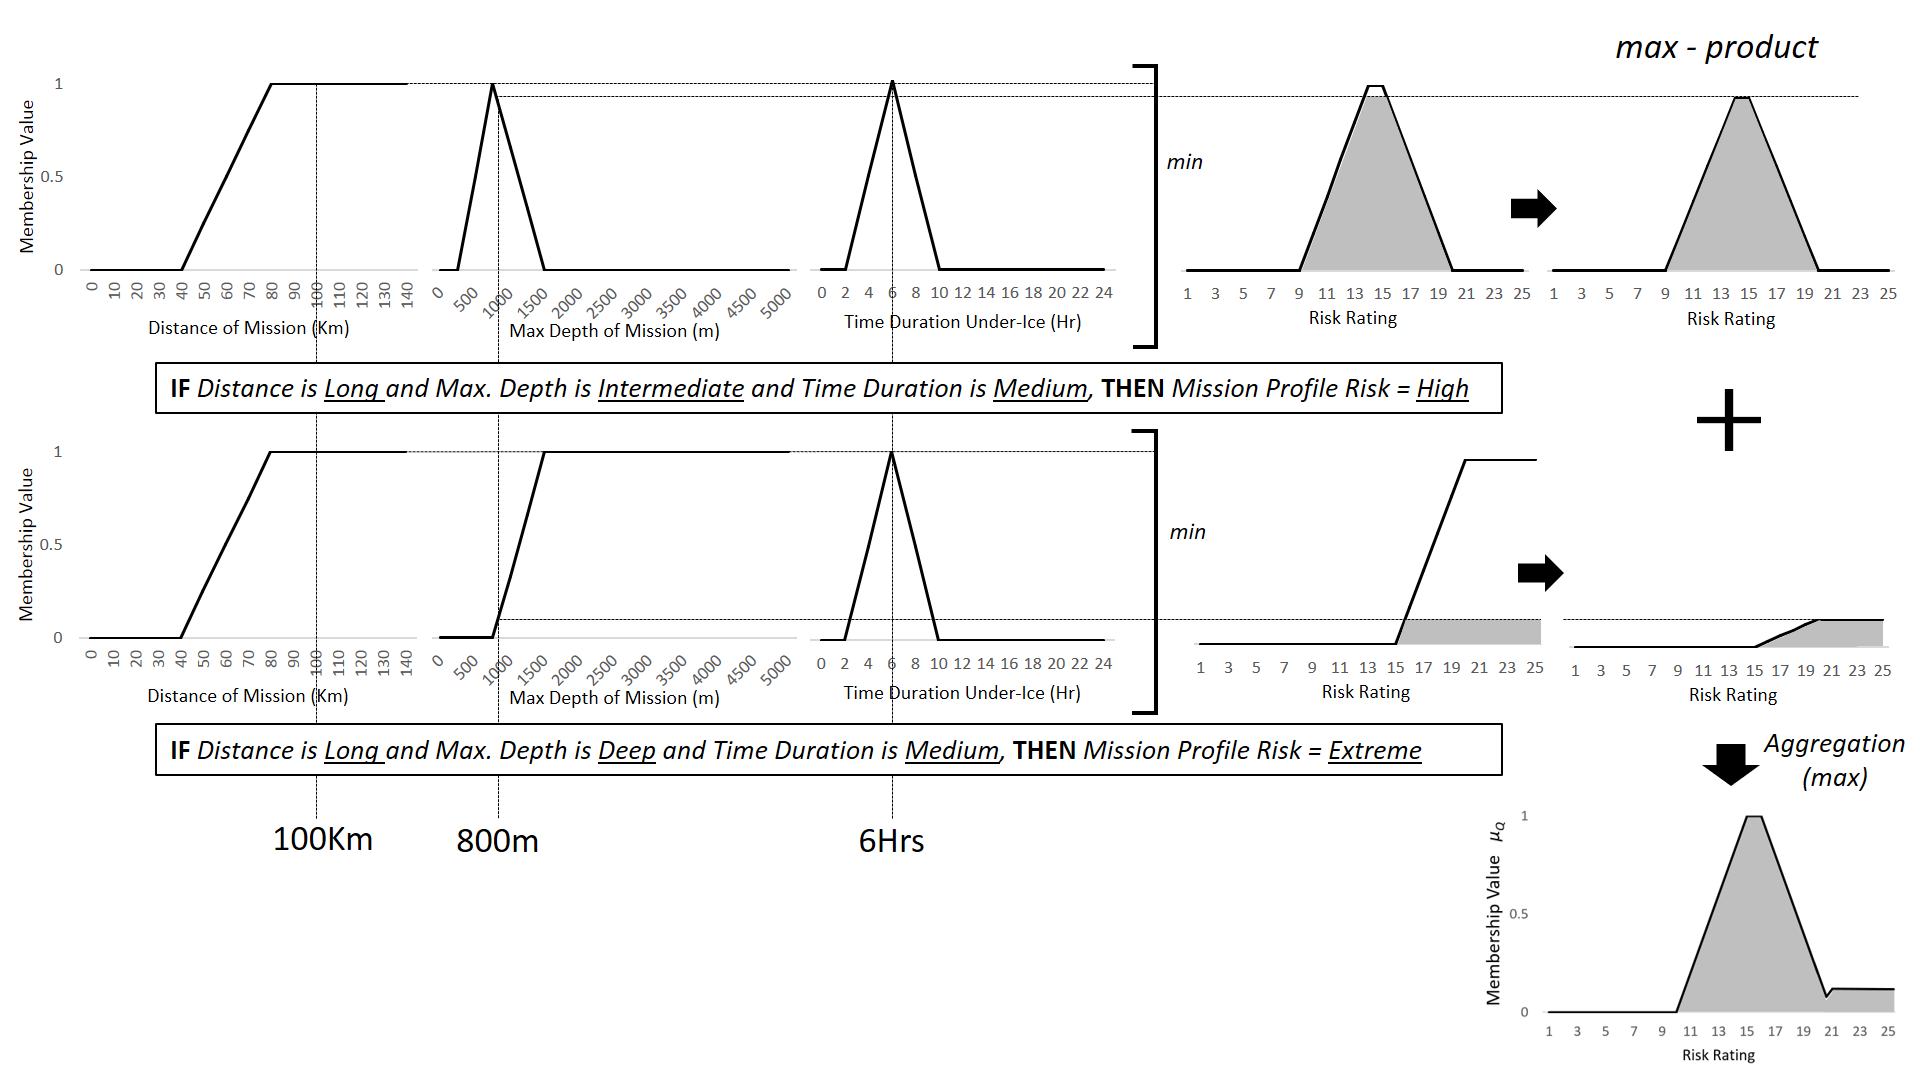 max - product
Membership Value
1
0.5
0
0 10 20 30 40 50 60 70 80 90 100 110 120 130 140
Distance of Mission (Km)
0 500 1000 1500 2000 2500 3000 3500 4000 4500 5000
Max Depth of Mission (m)
0 2 4 6 8 10 12 14 16 18 20 22 24
Time Duration Under-Ice (Hr)
min
1 3 5 7 9 11 13 15 17 19 21 23 25
Risk Rating
1 3 5 7 9 11 13 15 17 19 21 23 25
Risk Rating
IF Distance is Long and Max. Depth is Intermediate and Time Duration is Medium, THEN Mission Profile Risk = High
Membership Value
1
0.5
0
0 10 20 30 40 50 60 70 80 90 100 110 120 130 140
Distance of Mission (Km)
0 500 1000 1500 2000 2500 3000 3500 4000 4500 5000
Max Depth of Mission (m)
0 2 4 6 8 10 12 14 16 18 20 22 24
Time Duration Under-Ice (Hr)
min
1 3 5 7 9 11 13 15 17 19 21 23 25
Risk Rating
1 3 5 7 9 11 13 15 17 19 21 23 25
Risk Rating
IF Distance is Long and Max. Depth is Deep and Time Duration is Medium, THEN Mission Profile Risk = Extreme
Aggregation
(max)
100Km
800m
6Hrs
Membership Value μQ
1
0.5
0
1 3 5 7 9 11 13 15 17 19 21 23 25
Risk Rating